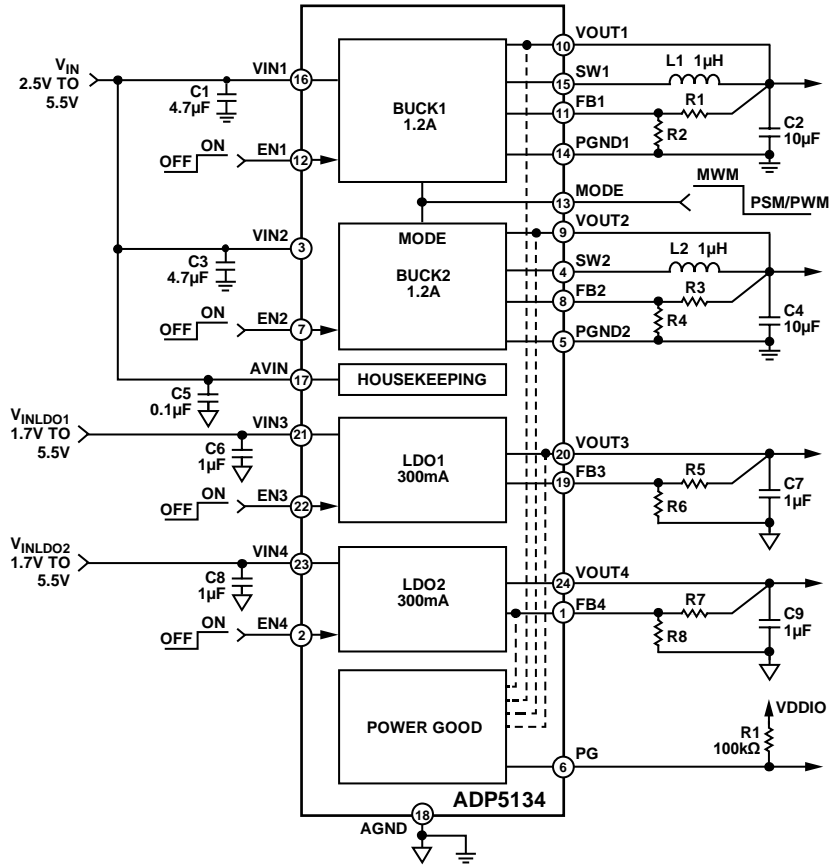 VIN
2.5V TO
5.5V
C1
4.7µF
VIN1
16
OFF
ON
EN1
12
BUCK1
1.2A
10
VOUT1
15
SW1
L1 1µH
11
FB1
R1
R2
14
PGND1
C2
10µF
13
MODE
MWM
PSM/PWM
C3
4.7µF
VIN2
3
OFF
ON
EN2
7
MODE
BUCK2
1.2A
9
VOUT2
4
SW2
L2 1µH
8
FB2
R3
R4
5
PGND2
C4
10µF
AVIN
17
C5
0.1µF
HOUSEKEEPING
VINLDO1
1.7V TO
5.5V
C6
1µF
VIN3
21
OFF
ON
EN3
22
LDO1
300mA
20
VOUT3
19
FB3
R5
R6
C7
1µF
VINLDO2
1.7V TO
5.5V
C8
1µF
VIN4
23
OFF
ON
EN4
2
LDO2
300mA
24
VOUT4
1
FB4
R7
R8
C9
1µF
POWER GOOD
6
PG
VDDIO
R1
100kΩ
ADP5134
18
AGND